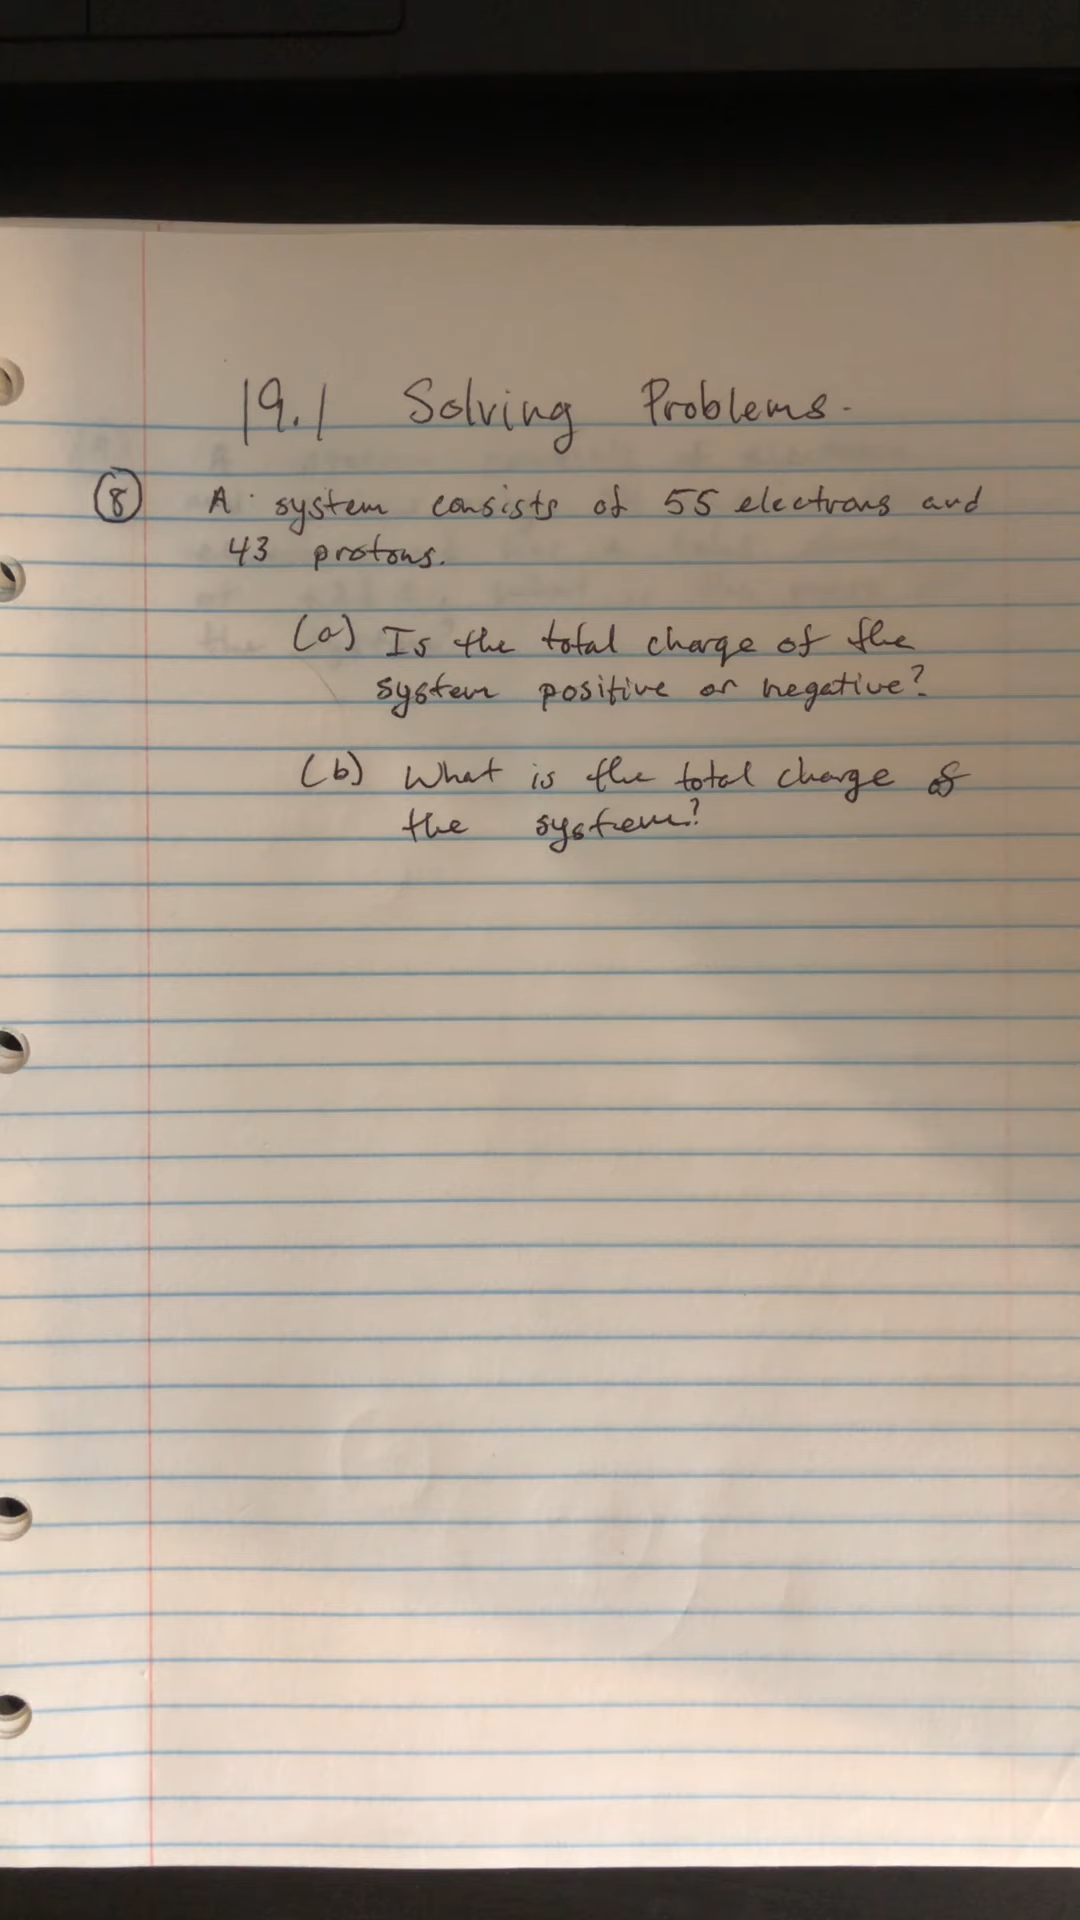 19.1 Solving Problems.
8 A system consists of 55 electrons and
43 protons.
(a) Is the total charge of the
system positive or negative?
(b) What is the total charge of
the system?